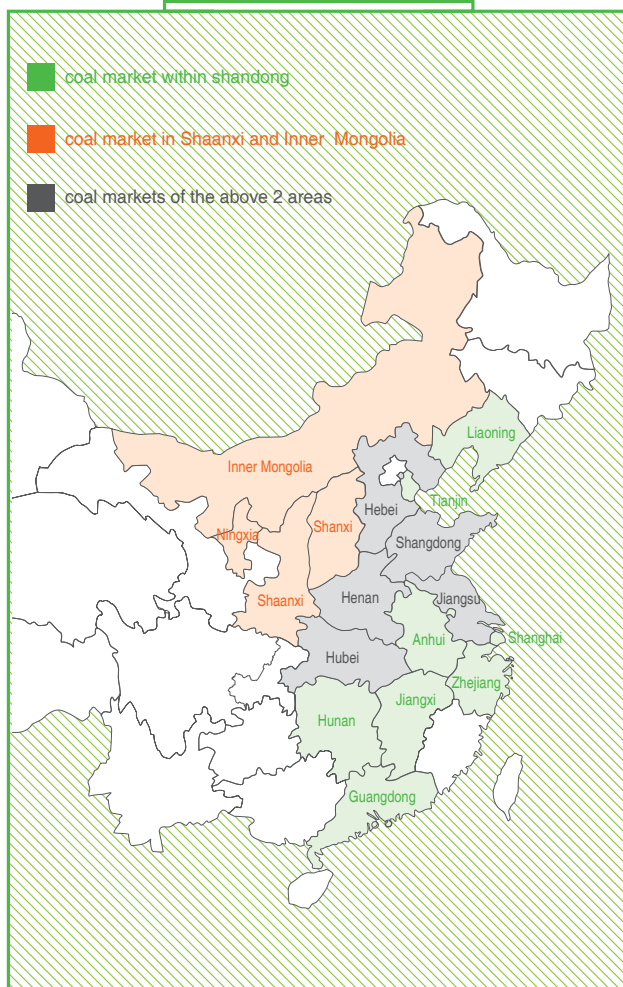 coal market within shandong
coal market in Shaanxi and Inner Mongolia
coal markets of the above 2 areas
Liaoning
Inner Mongolia
Tianjin
Hebei
Shanxi
Ningxia
Shangdong
Shaanxi
Henan
Jiangsu
Anhui
Shanghai
Hubei
Zhejiang
Jiangxi
Hunan
Guangdong